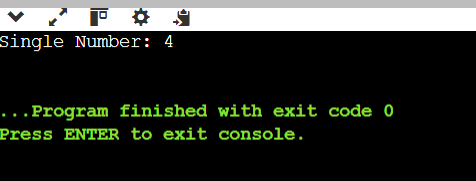 Single Number: 4
...Program finished with exit code 0
Press ENTER to exit console.